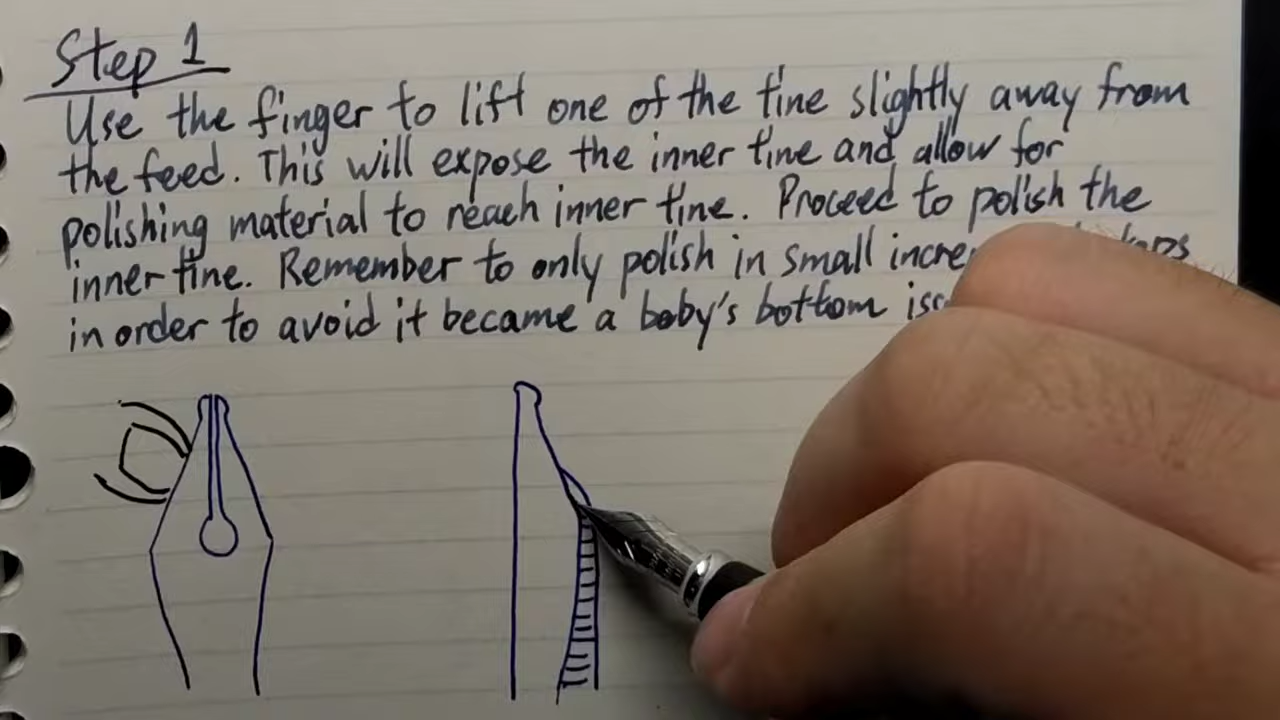 Step 1
Use the finger to lift one of the tine slightly away from
the feed. This will expose the inner tine and allow for
polishing material to reach inner tine. Proceed to polish the
inner tine. Remember to only polish in small
in order to avoid it became a baby's bottom